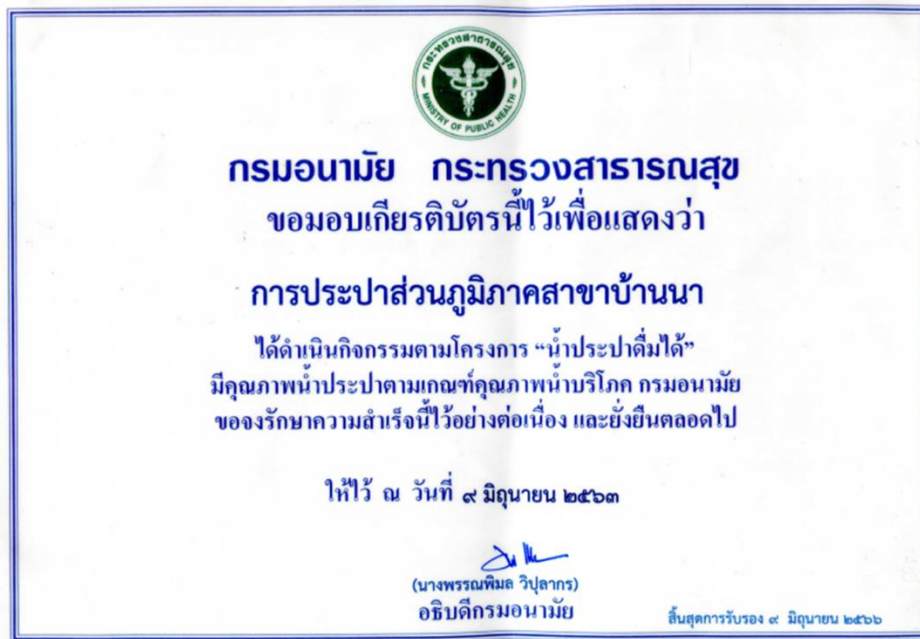 กระทรวงสาธารณสุข
MINISTRY OF PUBLIC HEALTH
กรมอนามัย กระทรวงสาธารณสุข
ขอมอบเกียรติบัตรนี้ไว้เพื่อแสดงว่า
การประปาส่วนภูมิภาคสาขาบ้านนา
ได้ดำเนินกิจกรรมตามโครงการ “น้ำประปาดื่มได้”
มีคุณภาพน้ำประปาตามเกณฑ์คุณภาพน้ำบริโภค กรมอนามัย
ขอจงรักษาความสำเร็จนี้ไว้อย่างต่อเนื่อง และยั่งยืนตลอดไป
ให้ไว้ ณ วันที่ ๙ มิถุนายน ๒๕๖๓
(นางพรรณพิมล วิปุลากร)
อธิบดีกรมอนามัย
สิ้นสุดการรับรอง ๙ มิถุนายน ๒๕๖๖